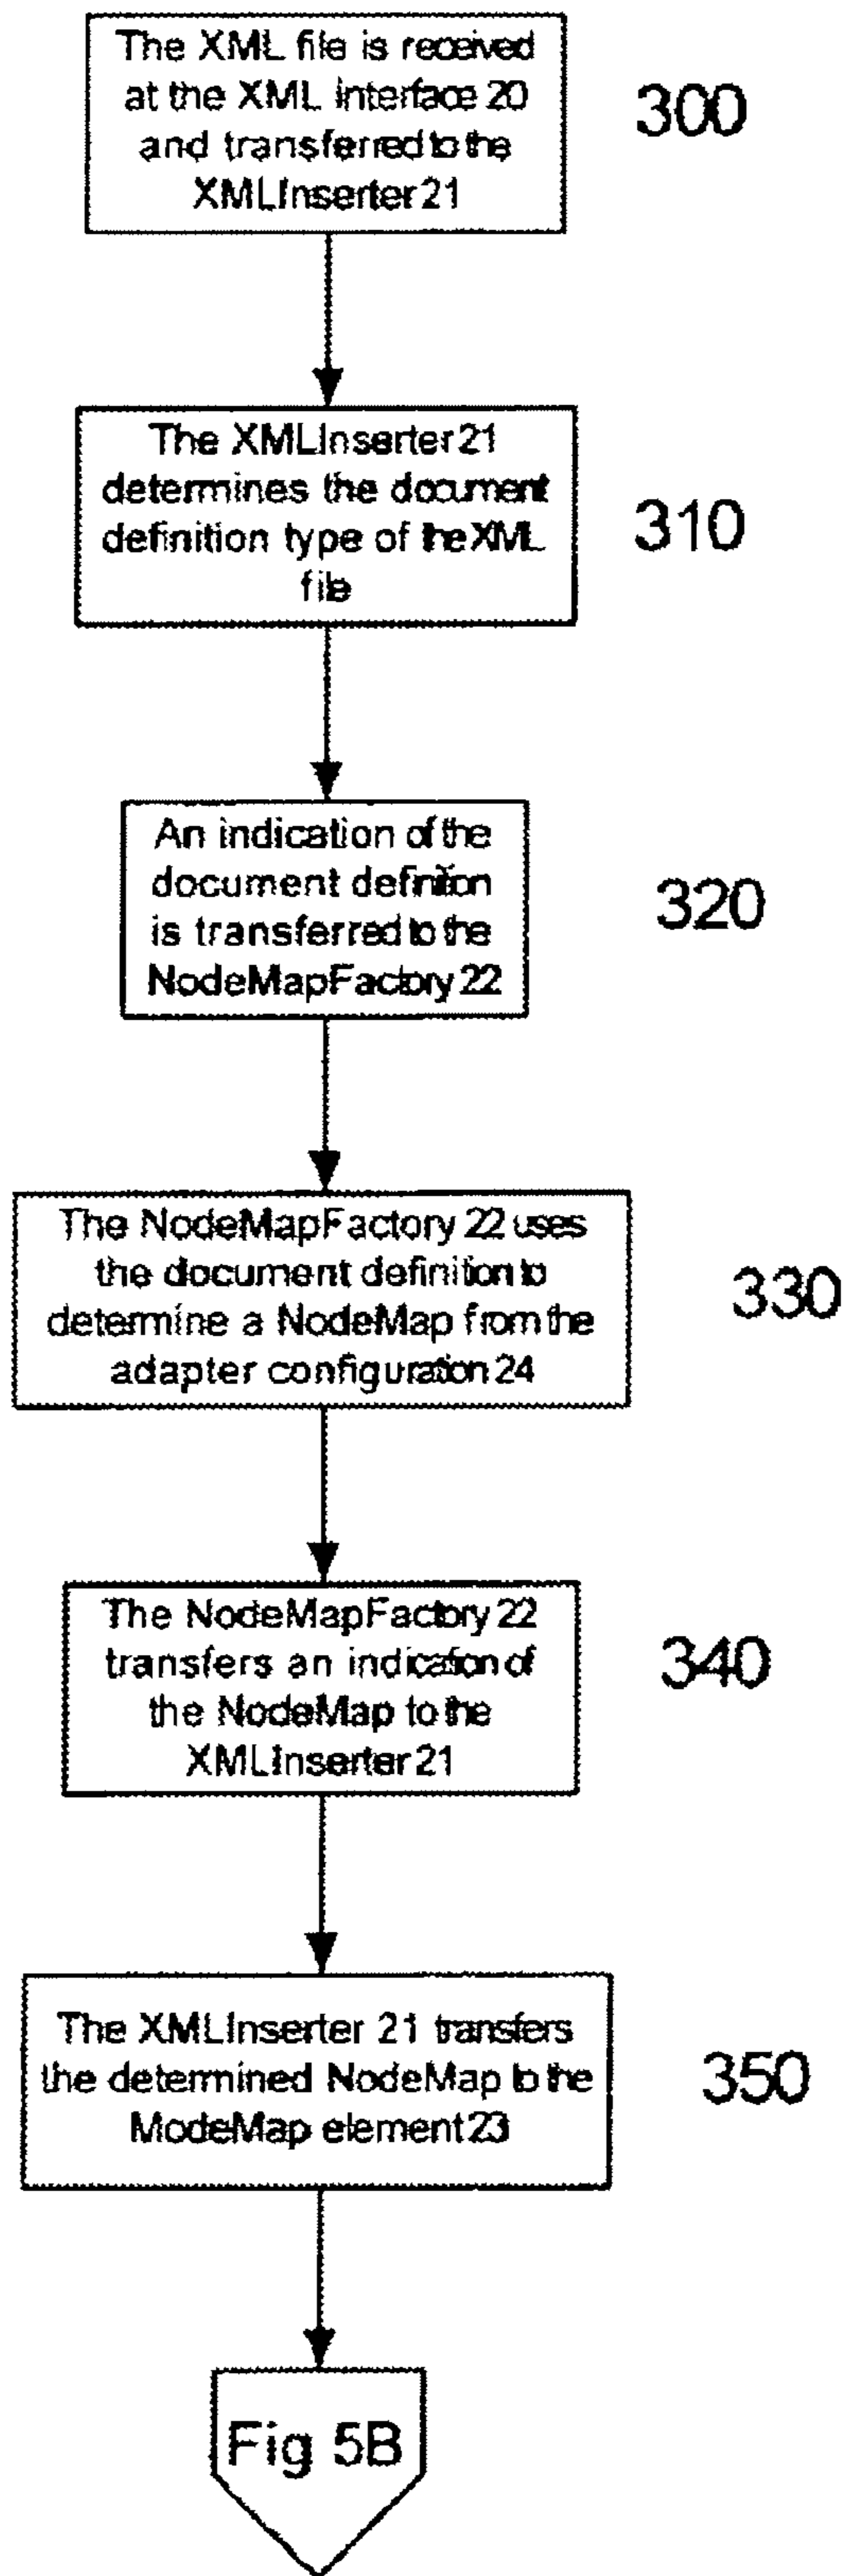 The XML file is received
at the XML Interface 20
and transferred to the
XMLInserter 21
300
The XMLInserter 21
determines the document
definition type of the XML
file
310
An indication of the
document definition
is transferred to the
NodeMapFactory 22
320
The NodeMapFactory 22 uses
the document definition to
determine a NodeMap from the
adapter configuration 24
330
The NodeMapFactory 22
transfers an indication of
the NodeMap to the
XMLInserter 21
340
The XMLInserter 21 transfers
the determined NodeMap to the
ModeMap element 23
350
Fig 5B